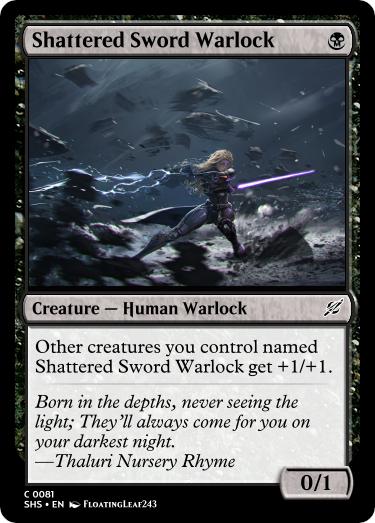 Shattered Sword Warlock
Creature — Human Warlock
Other creatures you control named
Shattered Sword Warlock get +1/+1.
Born in the depths, never seeing the
light; They'll always come for you on
your darkest night.
—Thaluri Nursery Rhyme
0/1
C 0081
SHS • EN FloatingLeaf243